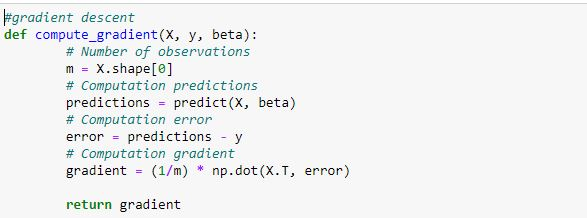 #gradient descent
def compute_gradient(X, y, beta):
        # Number of observations
        m = X.shape[0]
        # Computation predictions
        predictions = predict(X, beta)
        # Computation error
        error = predictions - y
        # Computation gradient
        gradient = (1/m) * np.dot(X.T, error)

        return gradient